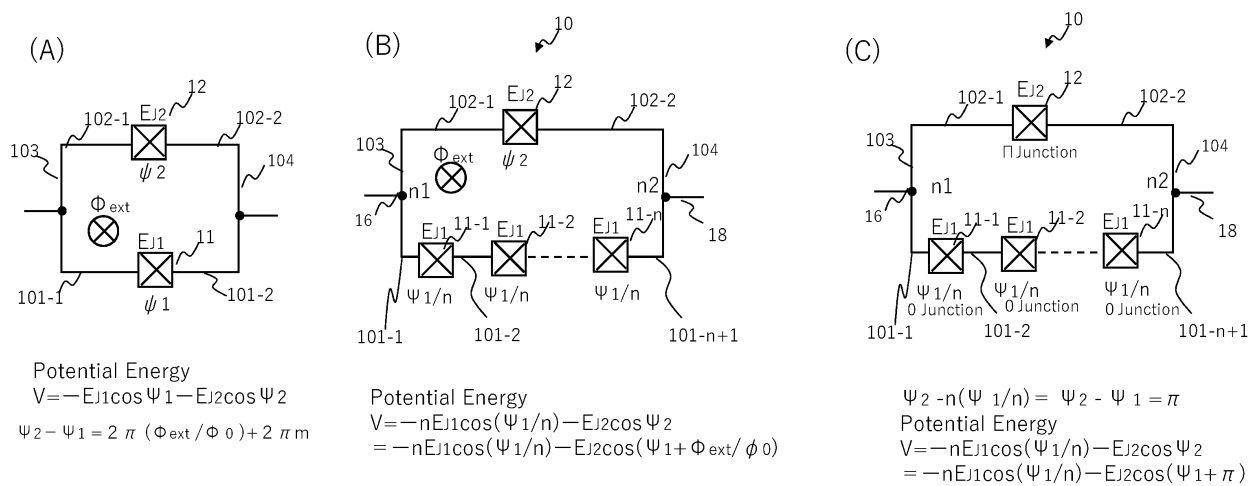 (A)
12
EJ2
102-1
102-2
ψ2
103
104
Φext
EJ1
11
101-1
101-2
ψ1
Potential Energy
V=−EJ1cosΨ1−EJ2cosΨ2
Ψ2−Ψ1=2π(Φext/Φ0)+2πm
(B)
10
EJ2
12
102-1
102-2
ψ2
103
Φext
104
n1
n2
16
18
EJ1
11-1
EJ1
11-2
EJ1
11-n
Ψ1/n
Ψ1/n
Ψ1/n
101-1
101-2
101-n+1
Potential Energy
V=−nEJ1cos(Ψ1/n)−EJ2cosΨ2
=−nEJ1cos(Ψ1/n)−EJ2cos(Ψ1+Φext/φ0)
(C)
10
EJ2
12
102-1
102-2
Π Junction
103
104
n1
n2
16
18
EJ1
11-1
EJ1
11-2
EJ1
11-n
Ψ1/n
Ψ1/n
Ψ1/n
0 Junction
0 Junction
0 Junction
101-1
101-2
101-n+1
Ψ2-n(Ψ1/n)= Ψ2-Ψ1=π
Potential Energy
V=−nEJ1cos(Ψ1/n)−EJ2cosΨ2
=−nEJ1cos(Ψ1/n)−EJ2cos(Ψ1+π)